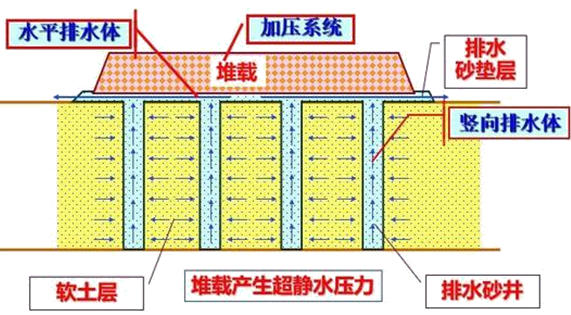 水平排水体
加压系统
堆载
排水
砂垫层
竖向排水体
软土层
堆载产生超静水压力
排水砂井